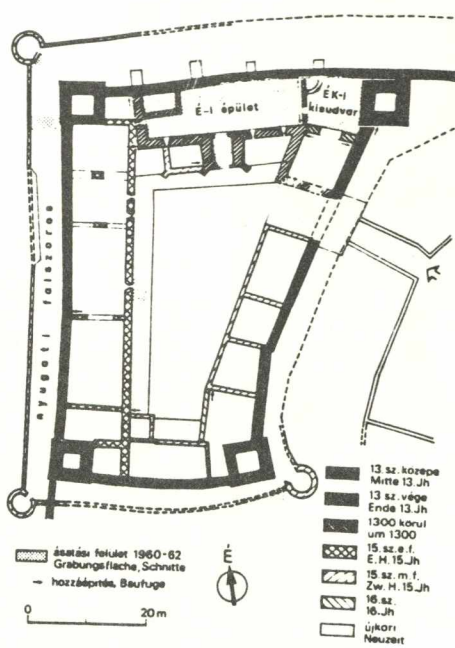 É-i épület
ÉK-i
kisudvar
nyugati falszoros
13. sz. közepe
Mitte 13. Jh
13 sz. vége
Ende 13. Jh
1300 körul
um 1300
15. sz. e. f.
E. H. 15. Jh
15. sz. m. f.
Zw. H. 15. Jh
16. sz.
16. Jh
újkori
Neuzeit
ásatási felület 1960-62
Grabungsfläche, Schnitte
hozzáépítés, Baufuge
É
0 20 m